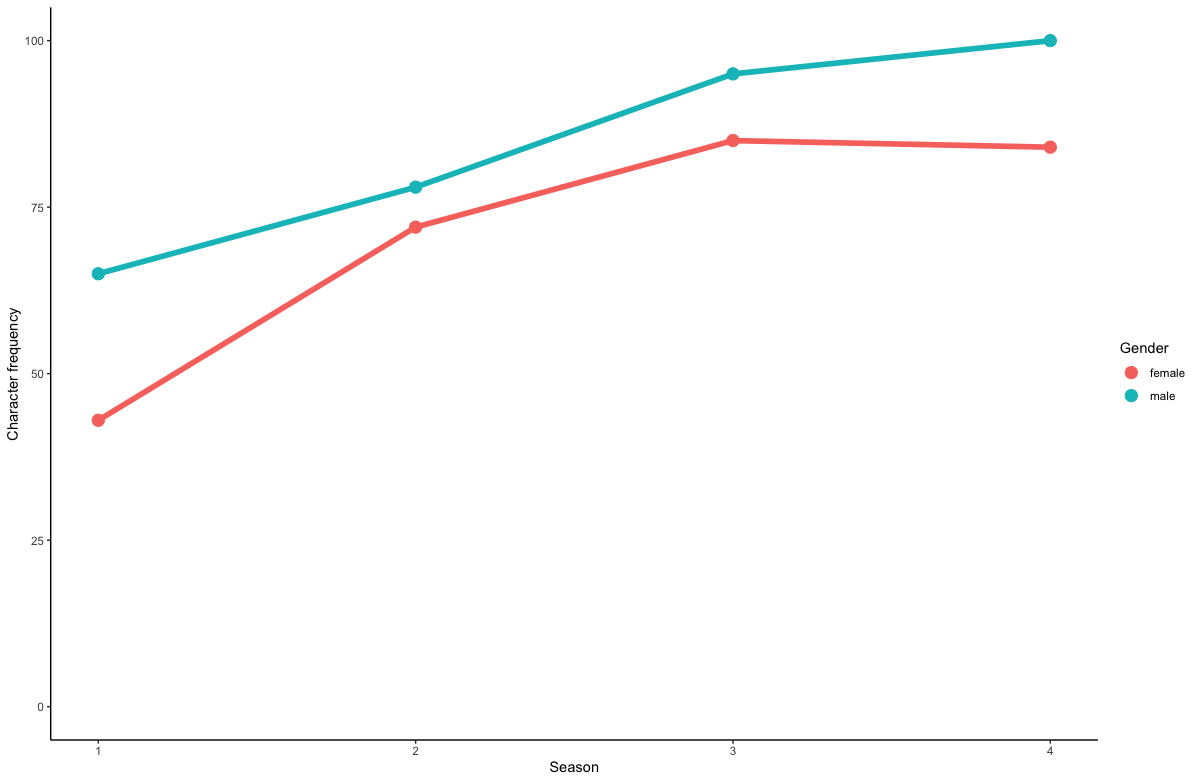 100
75
50
25
0
Character frequency
1 2 3 4
Season
Gender
female
male